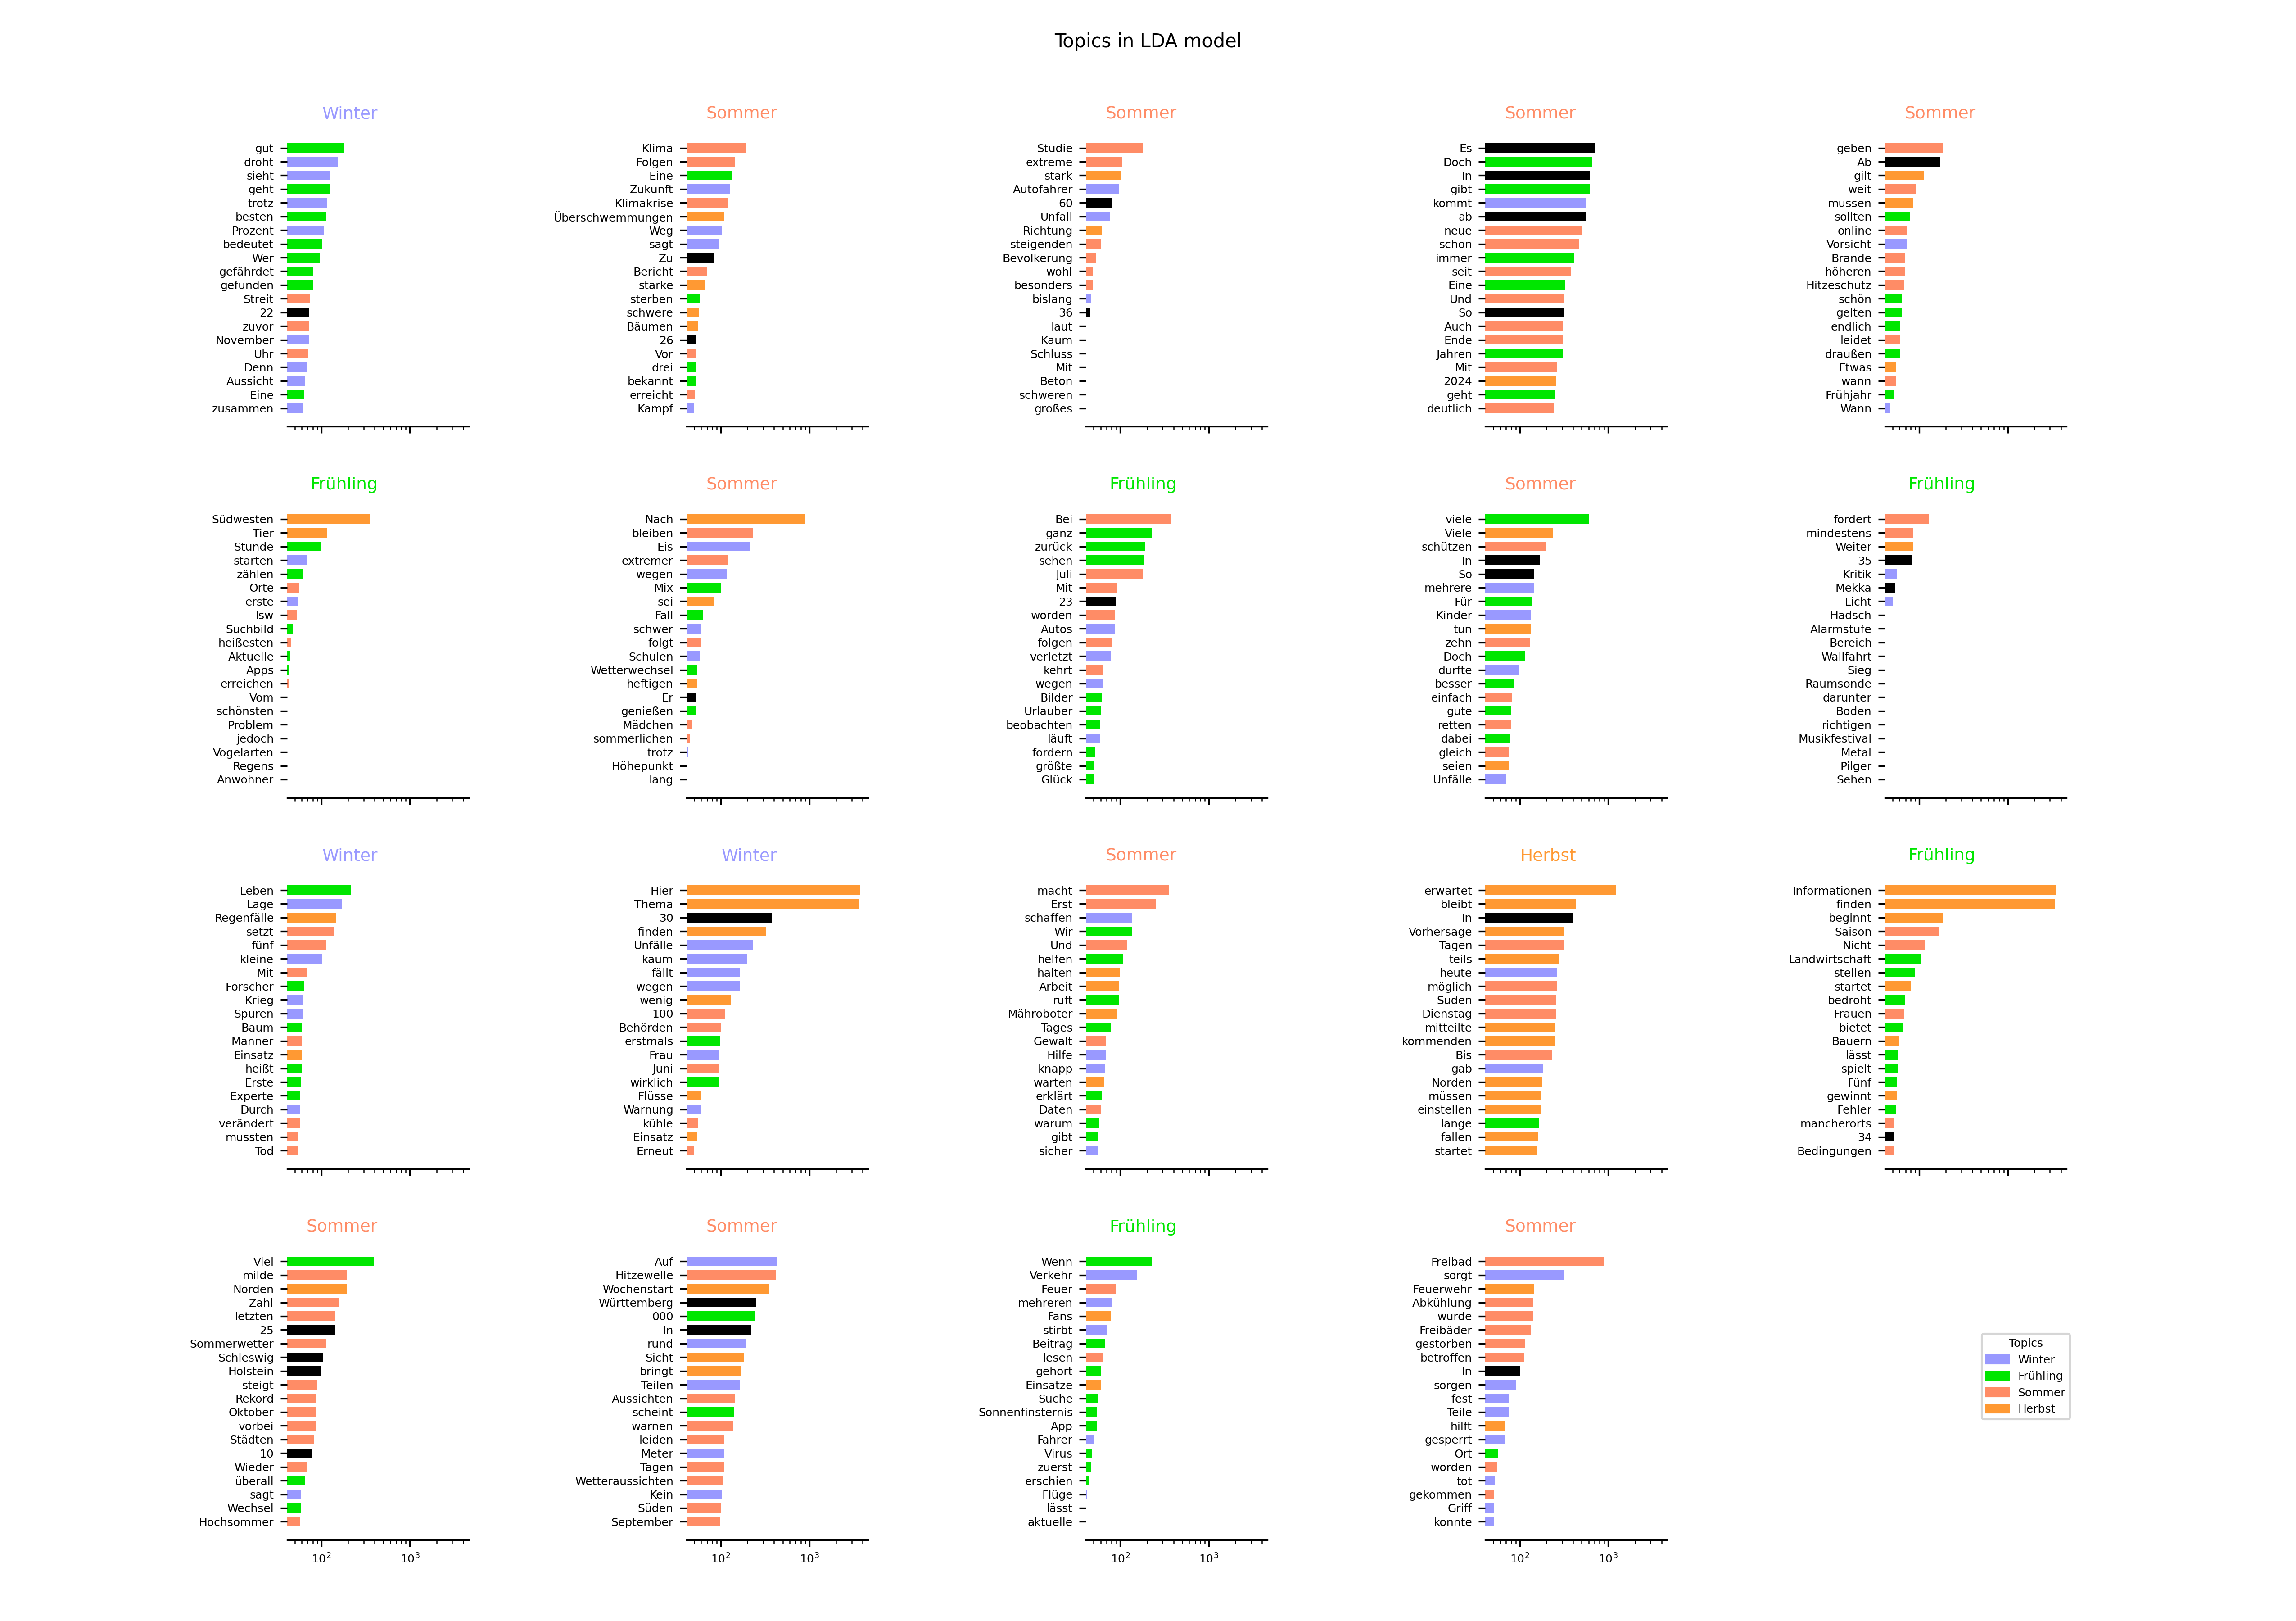 Topics in LDA model
Winter
gut
droht
sieht
geht
trotz
besten
Prozent
bedeutet
Wer
gefährdet
gefunden
Streit
22
zuvor
November
Uhr
Denn
Aussicht
Eine
zusammen
Sommer
Klima
Folgen
Eine
Zukunft
Klimakrise
Überschwemmungen
Weg
sagt
Zu
Bericht
starke
sterben
schwere
Bäumen
26
Vor
drei
bekannt
erreicht
Kampf
Sommer
Studie
extreme
stark
Autofahrer
60
Unfall
Richtung
steigenden
Bevölkerung
wohl
besonders
bislang
36
laut
Kaum
Schluss
Mit
Beton
schweren
großes
Sommer
Es
Doch
In
gibt
kommt
ab
neue
schon
immer
seit
Eine
Und
So
Auch
Ende
Jahren
Mit
2024
geht
deutlich
Sommer
geben
Ab
gilt
weit
müssen
sollten
online
Vorsicht
Brände
höheren
Hitzeschutz
schön
gelten
endlich
leidet
draußen
Etwas
wann
Frühjahr
Wann
Frühling
Südwesten
Tier
Stunde
starten
zählen
Orte
erste
lsw
Suchbild
heißesten
Aktuelle
Apps
erreichen
Vom
schönsten
Problem
jedoch
Vogelarten
Regens
Anwohner
Sommer
Nach
bleiben
Eis
extremer
wegen
Mix
sei
Fall
schwer
folgt
Schulen
Wetterwechsel
heftigen
Er
genießen
Mädchen
sommerlichen
trotz
Höhepunkt
lang
Frühling
Bei
ganz
zurück
sehen
Juli
Mit
23
worden
Autos
folgen
verletzt
kehrt
wegen
Bilder
Urlauber
beobachten
läuft
fordern
größte
Glück
Sommer
viele
Viele
schützen
In
So
mehrere
Für
Kinder
tun
zehn
Doch
dürfte
besser
einfach
gute
retten
dabei
gleich
seien
Unfälle
Frühling
fordert
mindestens
Weiter
35
Kritik
Mekka
Licht
Hadsch
Alarmstufe
Bereich
Wallfahrt
Sieg
Raumsonde
darunter
Boden
richtigen
Musikfestival
Metal
Pilger
Sehen
Winter
Leben
Lage
Regenfälle
setzt
fünf
kleine
Mit
Forscher
Krieg
Spuren
Baum
Männer
Einsatz
heißt
Erste
Experte
Durch
verändert
mussten
Tod
Winter
Hier
Thema
30
finden
Unfälle
kaum
fällt
wegen
wenig
100
Behörden
erstmals
Frau
Juni
wirklich
Flüsse
Warnung
kühle
Einsatz
Erneut
Sommer
macht
Erst
schaffen
Wir
Und
helfen
halten
Arbeit
ruft
Mähroboter
Tages
Gewalt
Hilfe
knapp
warten
erklärt
Daten
warum
gibt
sicher
Herbst
erwartet
bleibt
In
Vorhersage
Tagen
teils
heute
möglich
Süden
Dienstag
mitteilte
kommenden
Bis
gab
Norden
müssen
einstellen
lange
fallen
startet
Frühling
Informationen
finden
beginnt
Saison
Nicht
Landwirtschaft
stellen
startet
bedroht
Frauen
bietet
Bauern
lässt
spielt
Fünf
gewinnt
Fehler
mancherorts
34
Bedingungen
Sommer
Viel
milde
Norden
Zahl
letzten
25
Sommerwetter
Schleswig
Holstein
steigt
Rekord
Oktober
vorbei
Städten
10
Wieder
überall
sagt
Wechsel
Hochsommer
10² 10³
Sommer
Auf
Hitzewelle
Wochenstart
Württemberg
000
In
rund
Sicht
bringt
Teilen
Aussichten
scheint
warnen
leiden
Meter
Tagen
Wetteraussichten
Kein
Süden
September
10² 10³
Frühling
Wenn
Verkehr
Feuer
mehreren
Fans
stirbt
Beitrag
lesen
gehört
Einsätze
Suche
Sonnenfinsternis
App
Fahrer
Virus
zuerst
erschien
Flüge
lässt
aktuelle
10² 10³
Sommer
Freibad
sorgt
Feuerwehr
Abkühlung
wurde
Freibäder
gestorben
betroffen
In
sorgen
fest
Teile
hilft
gesperrt
Ort
worden
tot
gekommen
Griff
konnte
10² 10³
Topics
Winter
Frühling
Sommer
Herbst